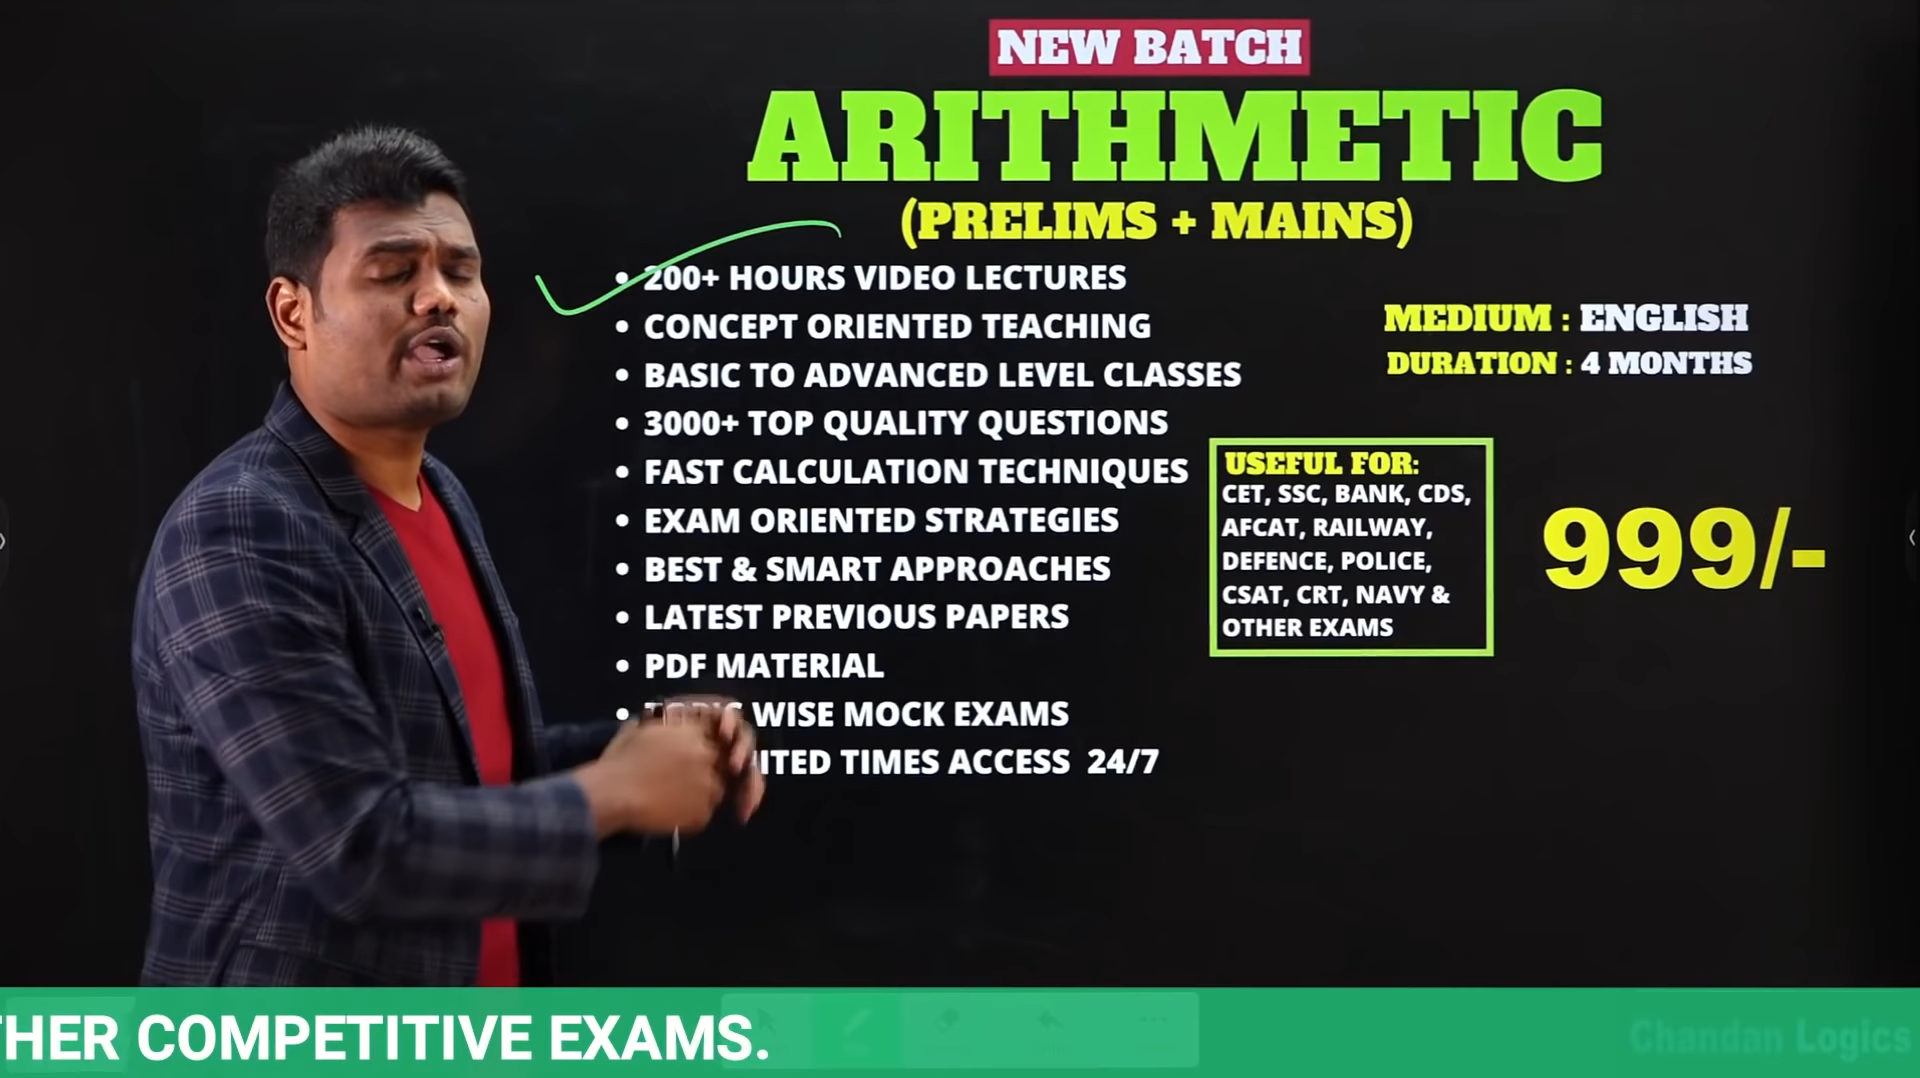 NEW BATCH
ARITHMETIC
(PRELIMS + MAINS)
• 200+ HOURS VIDEO LECTURES
• CONCEPT ORIENTED TEACHING
• BASIC TO ADVANCED LEVEL CLASSES
• 3000+ TOP QUALITY QUESTIONS
• FAST CALCULATION TECHNIQUES
• EXAM ORIENTED STRATEGIES
• BEST & SMART APPROACHES
• LATEST PREVIOUS PAPERS
• PDF MATERIAL
• WISE MOCK EXAMS
TIMES ACCESS 24/7
MEDIUM : ENGLISH
DURATION : 4 MONTHS
USEFUL FOR:
CET, SSC, BANK, CDS,
AFCAT, RAILWAY,
DEFENCE, POLICE,
CSAT, CRT, NAVY &
OTHER EXAMS
999/-
COMPETITIVE EXAMS.
Chandan Logics